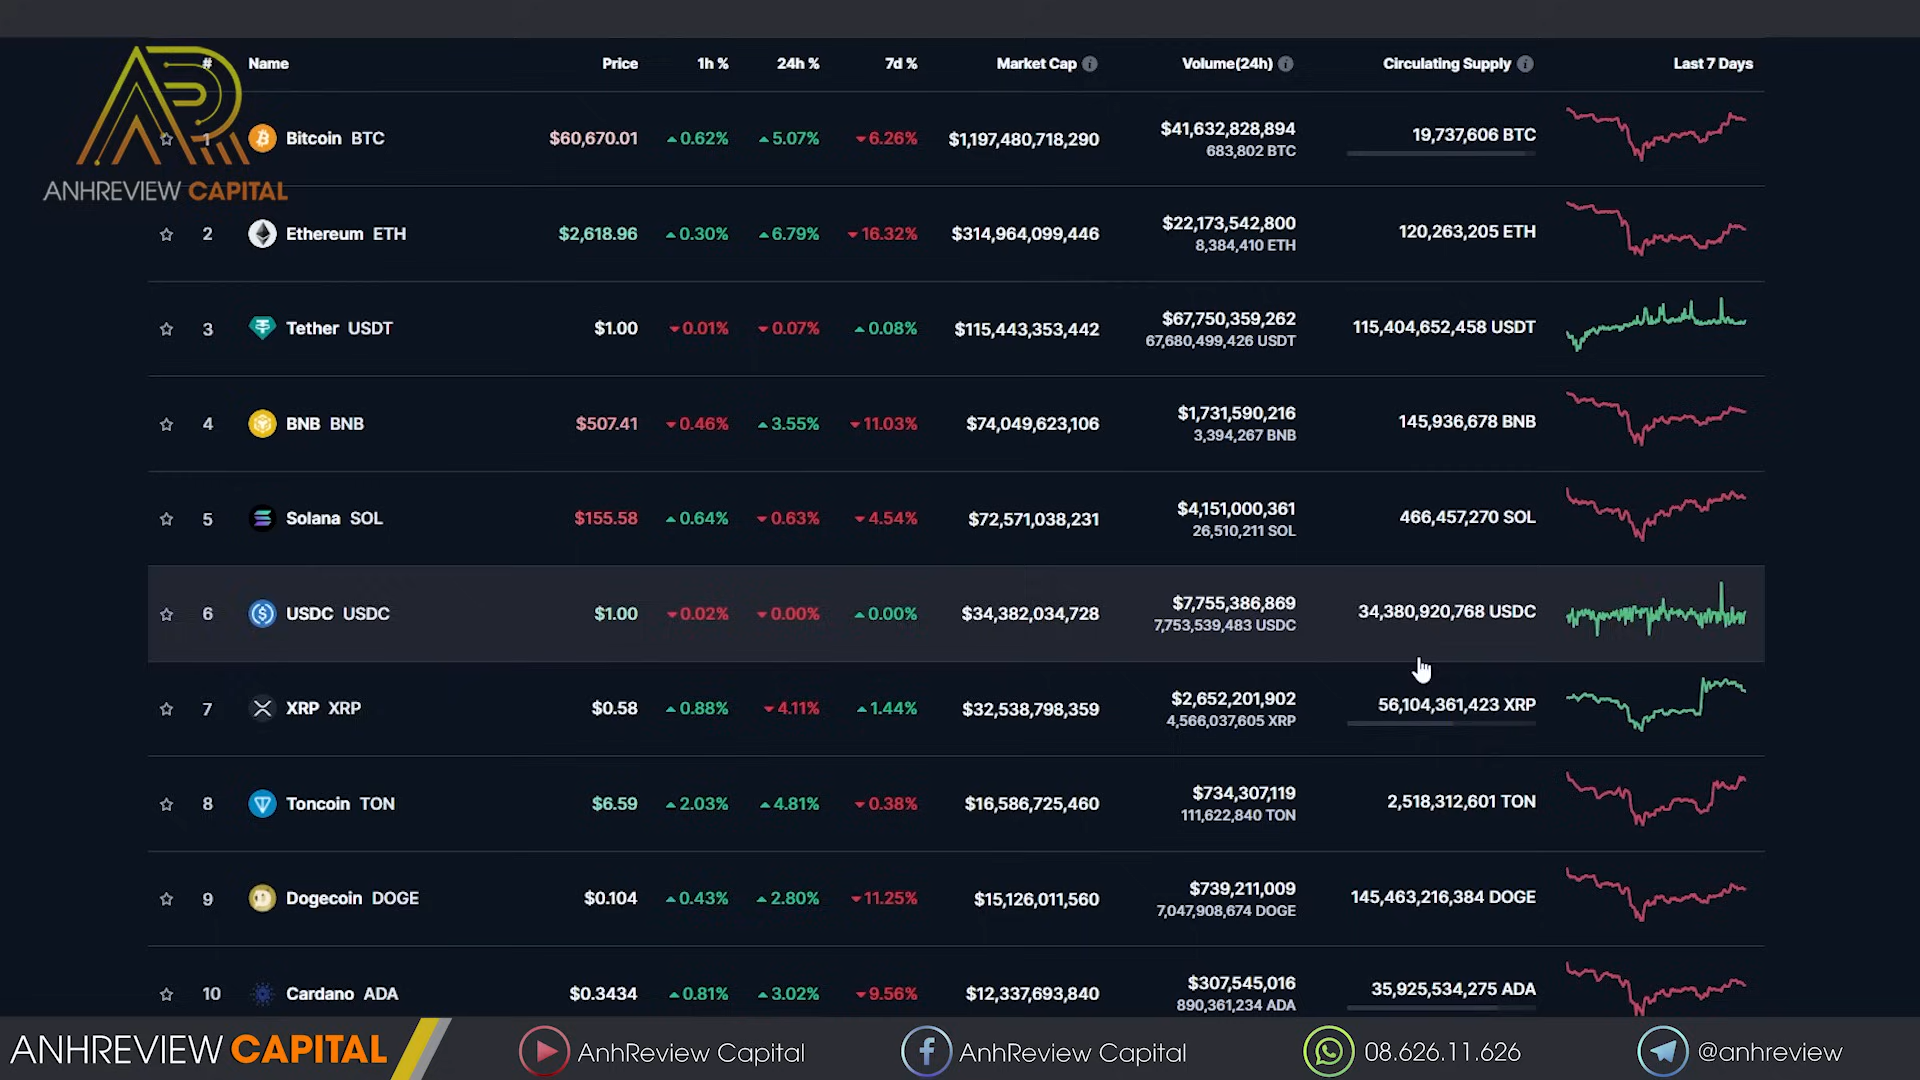 # Name Price 1h % 24h % 7d % Market Cap Volume(24h) Circulating Supply Last 7 Days
ANHREVIEW CAPITAL
1 Bitcoin BTC $60,670.01 0.62% 5.07% 6.26% $1,197,480,718,290 $41,632,828,894 19,737,606 BTC
683,802 BTC
2 Ethereum ETH $2,618.96 0.30% 6.79% 16.32% $314,964,099,446 $22,173,542,800 120,263,205 ETH
8,384,410 ETH
3 Tether USDT $1.00 0.01% 0.07% 0.08% $115,443,353,442 $67,750,359,262 115,404,652,458 USDT
67,680,499,426 USDT
4 BNB BNB $507.41 0.46% 3.55% 11.03% $74,049,623,106 $1,731,590,216 145,936,678 BNB
3,394,267 BNB
5 Solana SOL $155.58 0.64% 0.63% 4.54% $72,571,038,231 $4,151,000,361 466,457,270 SOL
26,510,211 SOL
6 USDC USDC $1.00 0.02% 0.00% 0.00% $34,382,034,728 $7,755,386,869 34,380,920,768 USDC
7,753,539,483 USDC
7 XRP XRP $0.58 0.88% 4.11% 1.44% $32,538,798,359 $2,652,201,902 56,104,361,423 XRP
4,566,037,605 XRP
8 Toncoin TON $6.59 2.03% 4.81% 0.38% $16,586,725,460 $734,307,119 2,518,312,601 TON
111,622,840 TON
9 Dogecoin DOGE $0.104 0.43% 2.80% 11.25% $15,126,011,560 $739,211,009 145,463,216,384 DOGE
7,047,908,674 DOGE
10 Cardano ADA $0.3434 0.81% 3.02% 9.56% $12,337,693,840 $307,545,016 35,925,534,275 ADA
890,361,234 ADA
ANHREVIEW CAPITAL AnhReview Capital AnhReview Capital 08.626.11.626 @anhreview